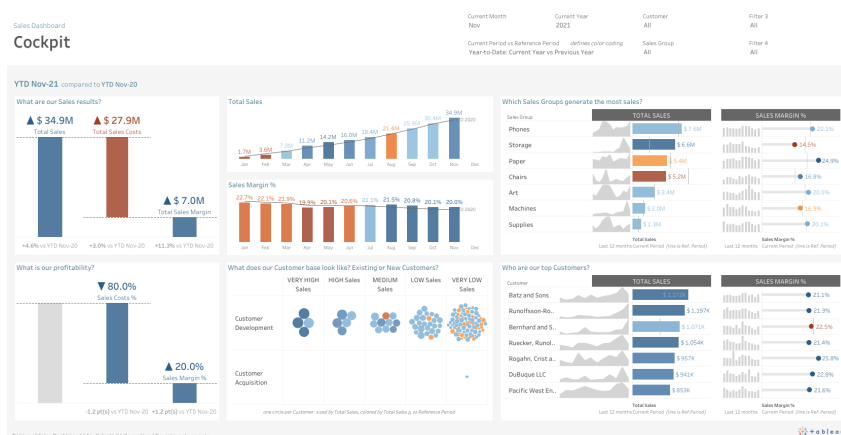 Sales Dashboard
Cockpit
Current Month
Nov
Current Year
2021
Customer
All
Filter 3
All
Current Period vs Reference Period defines color coding
Year-to-Date: Current Year vs Previous Year
Sales Group
All
Filter 4
All
YTD Nov-21 compared to YTD Nov-20
What are our Sales results?
▲ $ 34.9M
Total Sales
▲ $ 27.9M
Total Sales Costs
▲ $ 7.0M
Total Sales Margin
+4.6% vs YTD Nov-20
+3.0% vs YTD Nov-20
+11.3% vs YTD Nov-20
Total Sales
1.7M 3.6M 11.2M 14.2M 16.0M 18.4M 21.4M 34.9M
2020
Jan Feb Mar Apr May Jun Jul Aug Sep Oct Nov Dec
Sales Margin %
22.7% 22.1% 21.9% 19.9% 20.1% 20.6% 21.1% 21.5% 20.8% 20.1% 20.0%
2020
Jan Feb Mar Apr May Jun Jul Aug Sep Oct Nov Dec
Which Sales Groups generate the most sales?
Sales Group
TOTAL SALES
SALES MARGIN %
Phones $ 7.6M 22.1%
Storage $ 6.6M 14.5%
Paper $ 5.4M 24.9%
Chairs $ 5.2M 16.8%
Art $ 3.4M
Machines $ 2.0M 16.9%
Supplies $ 1.3M 20.1%
Total Sales
Last 12 months Current Period (line is Ref. Period)
Sales Margin %
Last 12 months Current Period (line is Ref. Period)
What is our profitability?
▼ 80.0%
Sales Costs %
▲ 20.0%
Sales Margin %
-1.2 pt(s) vs YTD Nov-20
+1.2 pt(s) vs YTD Nov-20
What does our Customer base look like? Existing or New Customers?
VERY HIGH Sales
HIGH Sales
MEDIUM Sales
LOW Sales
VERY LOW Sales
Customer Development
Customer Acquisition
one circle per Customer: sized by Total Sales, colored by Total Sales vs Reference Period
Who are our top Customers?
Customer
TOTAL SALES
SALES MARGIN %
Batz and Sons 21.1%
Runolfsson-Ro.. $ 1,197K 21.3%
Bernhard and S.. $ 1,071K 22.5%
Ruecker, Runol.. $ 1,054K 21.4%
Rogahn, Crist a.. $ 957K 25.8%
DuBuque LLC $ 941K 22.8%
Pacific West En.. $ 853K 21.6%
Total Sales
Last 12 months Current Period (line is Ref. Period)
Sales Margin %
Last 12 months Current Period (line is Ref. Period)